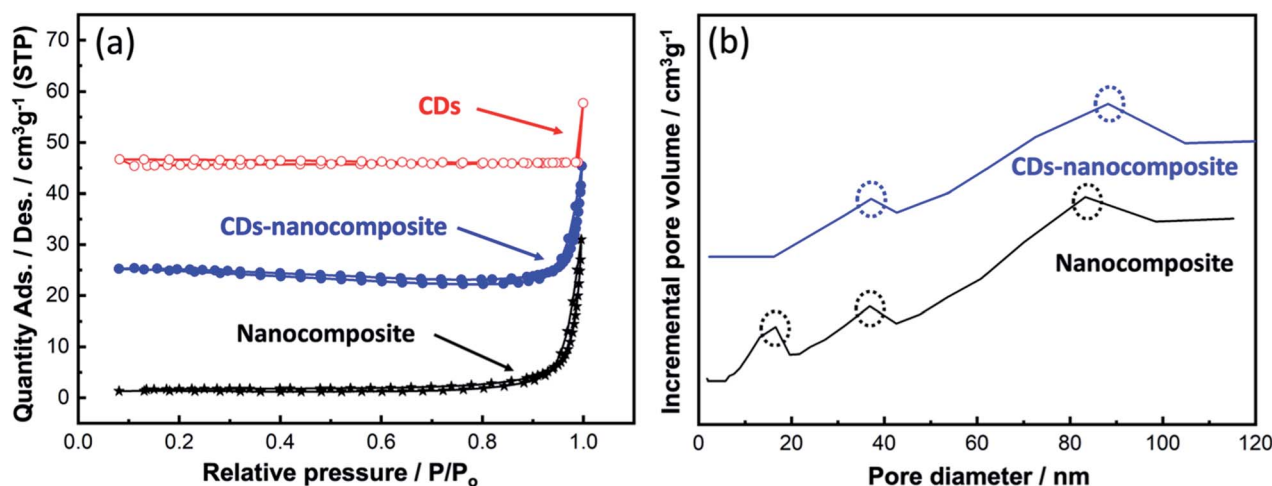 (a)
Quantity Ads. / Des. / cm³g⁻¹ (STP)
70
60
50
40
30
20
10
0
CDs
CDs-nanocomposite
Nanocomposite
0.0 0.2 0.4 0.6 0.8 1.0
Relative pressure / P/Pₒ
(b)
Incremental pore volume / cm³g⁻¹
CDs-nanocomposite
Nanocomposite
0 20 40 60 80 100 120
Pore diameter / nm